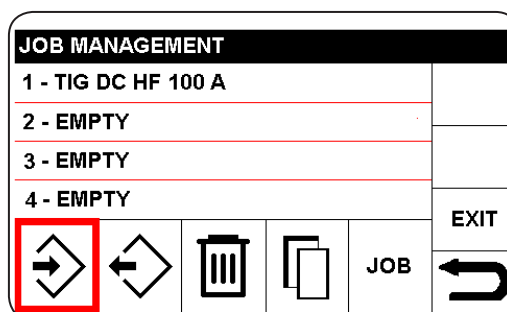 JOB MANAGEMENT
1 - TIG DC HF 100 A
2 - EMPTY
3 - EMPTY
4 - EMPTY
EXIT
JOB